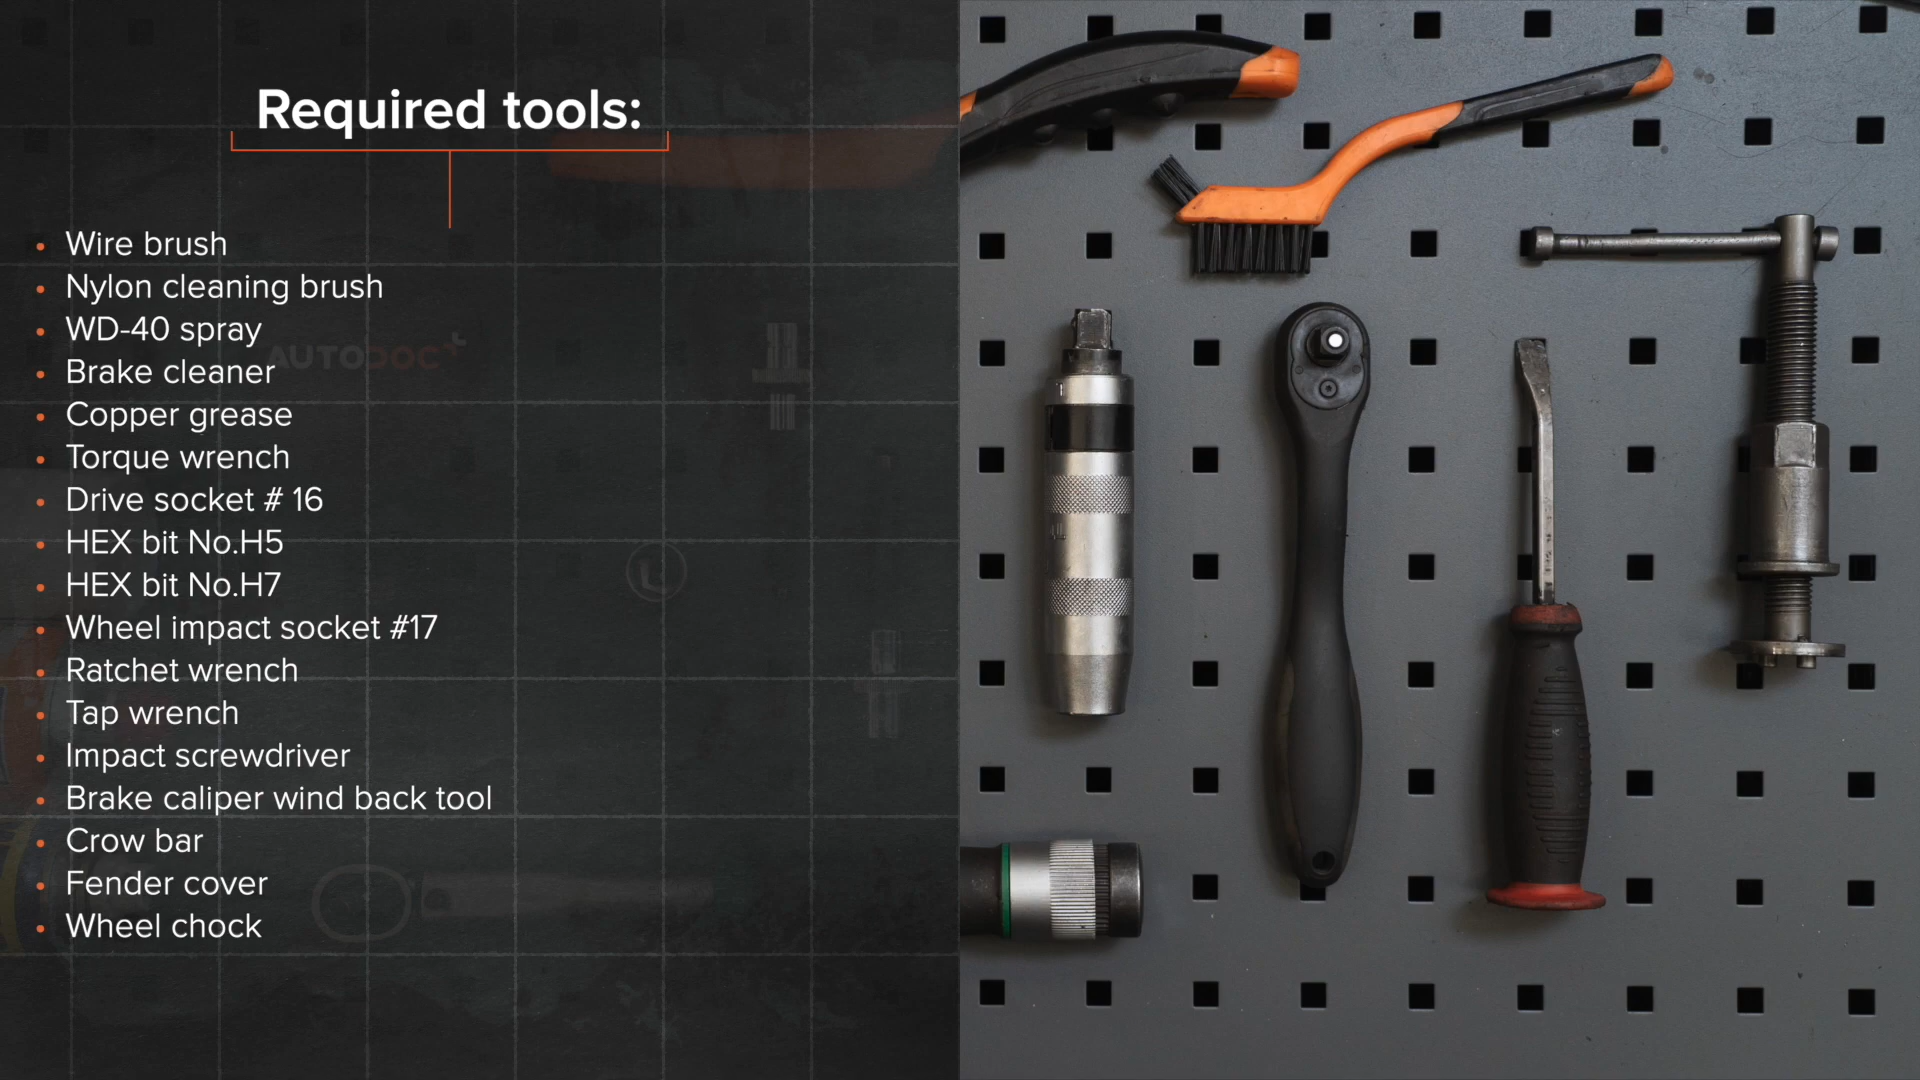 Required tools:
Wire brush
Nylon cleaning brush
WD-40 spray
AUTODOC
Brake cleaner
Copper grease
Torque wrench
Drive socket # 16
HEX bit No.H5
HEX bit No.H7
Wheel impact socket #17
Ratchet wrench
Tap wrench
Impact screwdriver
Brake caliper wind back tool
Crow bar
Fender cover
Wheel chock